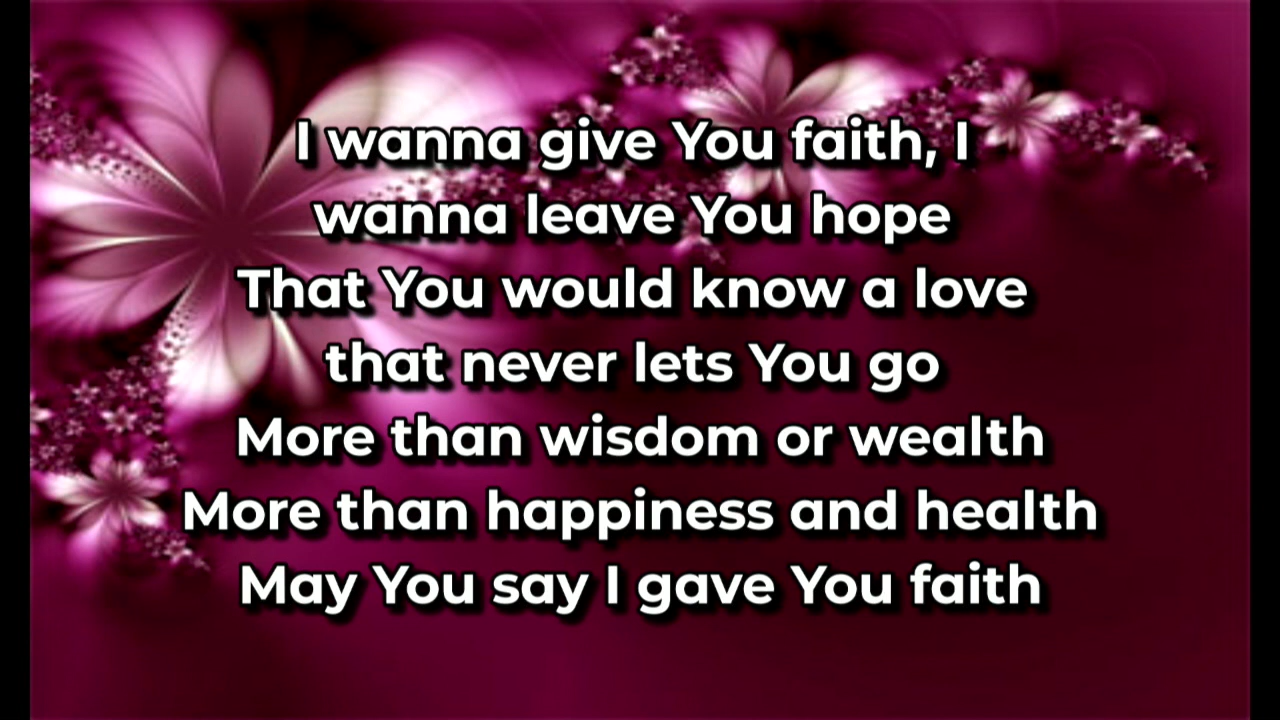 I wanna give You faith, I
wanna leave You hope
That You would know a love
that never lets You go
More than wisdom or wealth
More than happiness and health
May You say I gave You faith